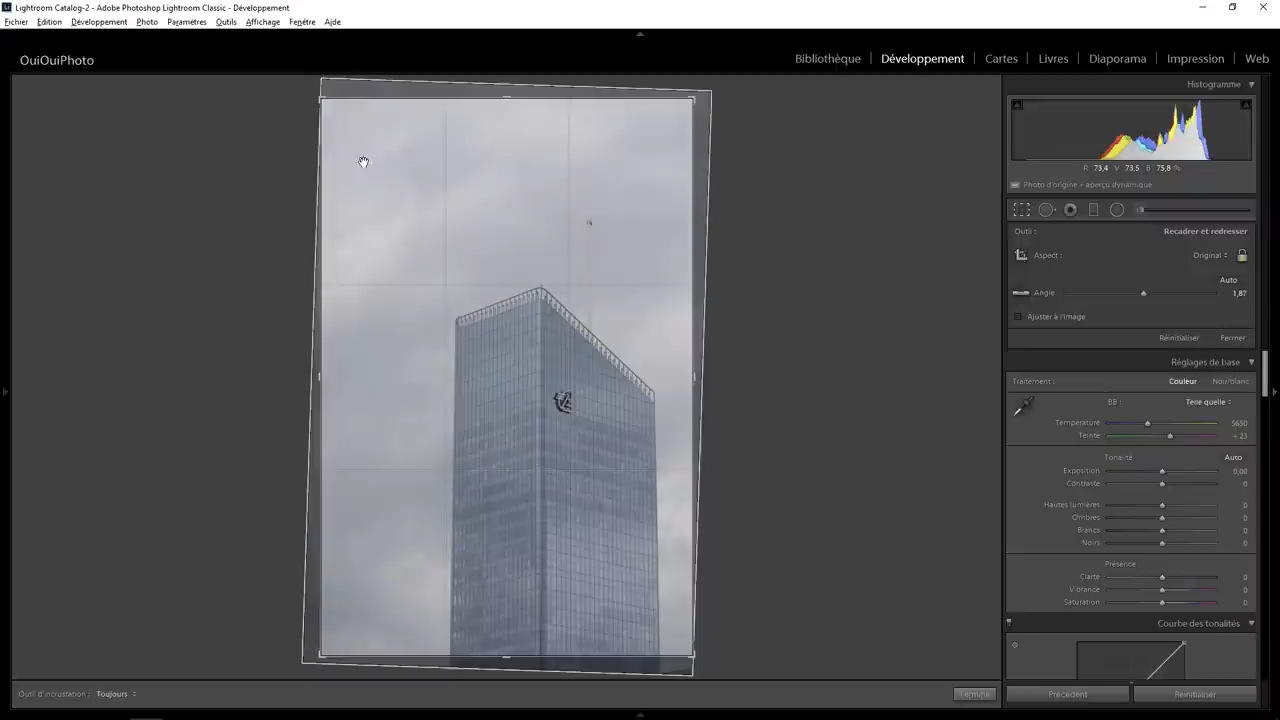 Lightroom Catalog-2 - Adobe Photoshop Lightroom Classic - Développement
Fichier Edition Développement Photo Paramètres Outils Affichage Fenêtre Aide
OuiOuiPhoto
Bibliothèque Développement Cartes Livres Diaporama Impression Web
Histogramme
R 73,4 V 73,5 B 75,8 %
Photo d'origine + aperçu dynamique
Outil : Recadrer et redresser
Aspect : Original
Auto
Angle 1,87
Ajuster à l'image
Réinitialiser Fermer
Réglages de base
Traitement : Couleur Noir/blanc
BB : Telle quelle
Température 5650
Teinte + 23
Tonalité Auto
Exposition 0,00
Contraste 0
Hautes lumières 0
Ombres 0
Blancs 0
Noirs 0
Présence
Clarté 0
Vibrance 0
Saturation 0
Courbe des tonalités
Outil d'incrustation : Toujours Terminé
Précédent Réinitialiser